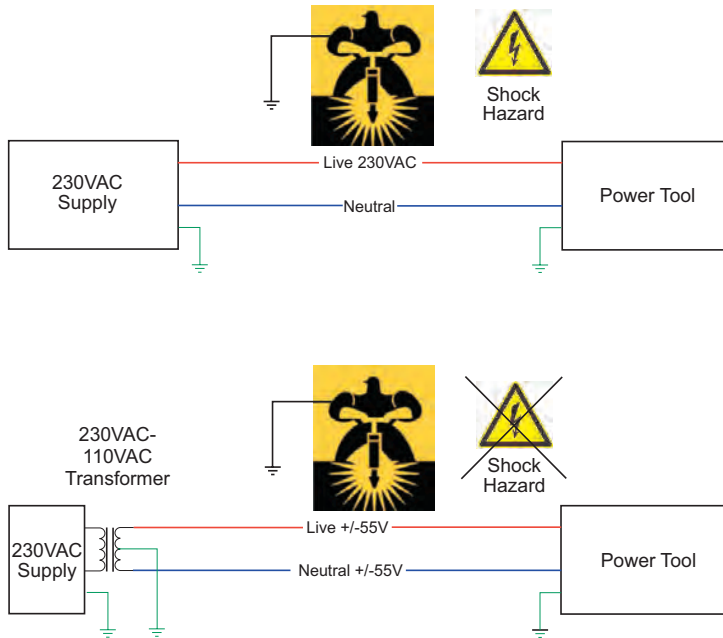 Shock
Hazard
Live 230VAC
230VAC
Supply
Neutral
Power Tool
230VAC-
110VAC
Transformer
Shock
Hazard
Live +/-55V
230VAC
Supply
Neutral +/-55V
Power Tool